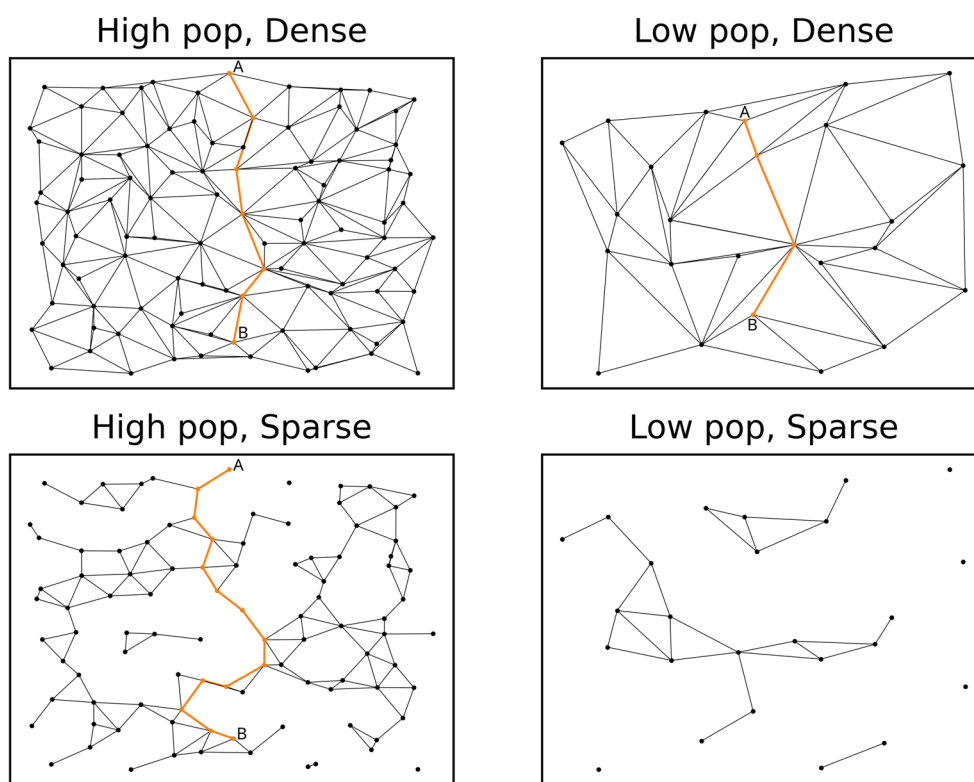 High pop, Dense
Low pop, Dense
A
A
B
B
High pop, Sparse
Low pop, Sparse
A
B